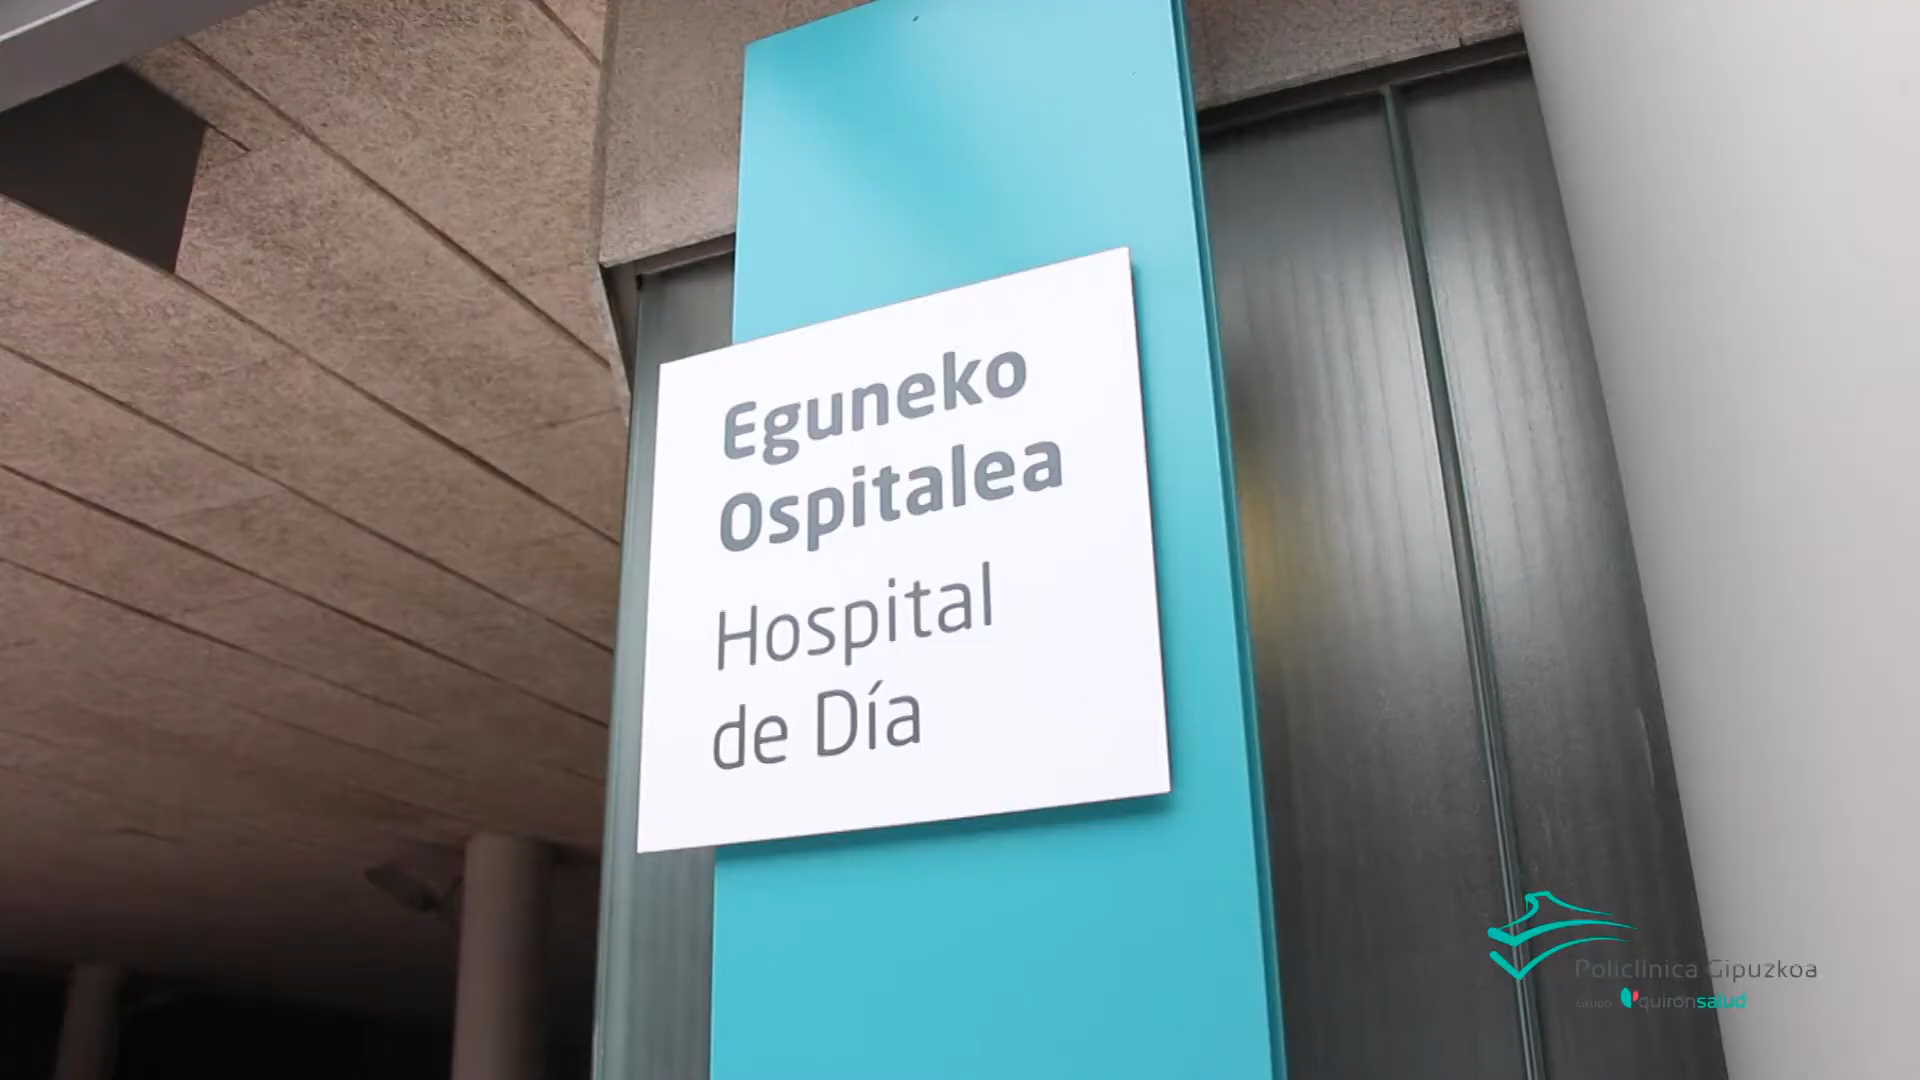 Eguneko
Ospitalea
Hospital
de Día
Policlínica Gipuzkoa
Grupo quirónsalud